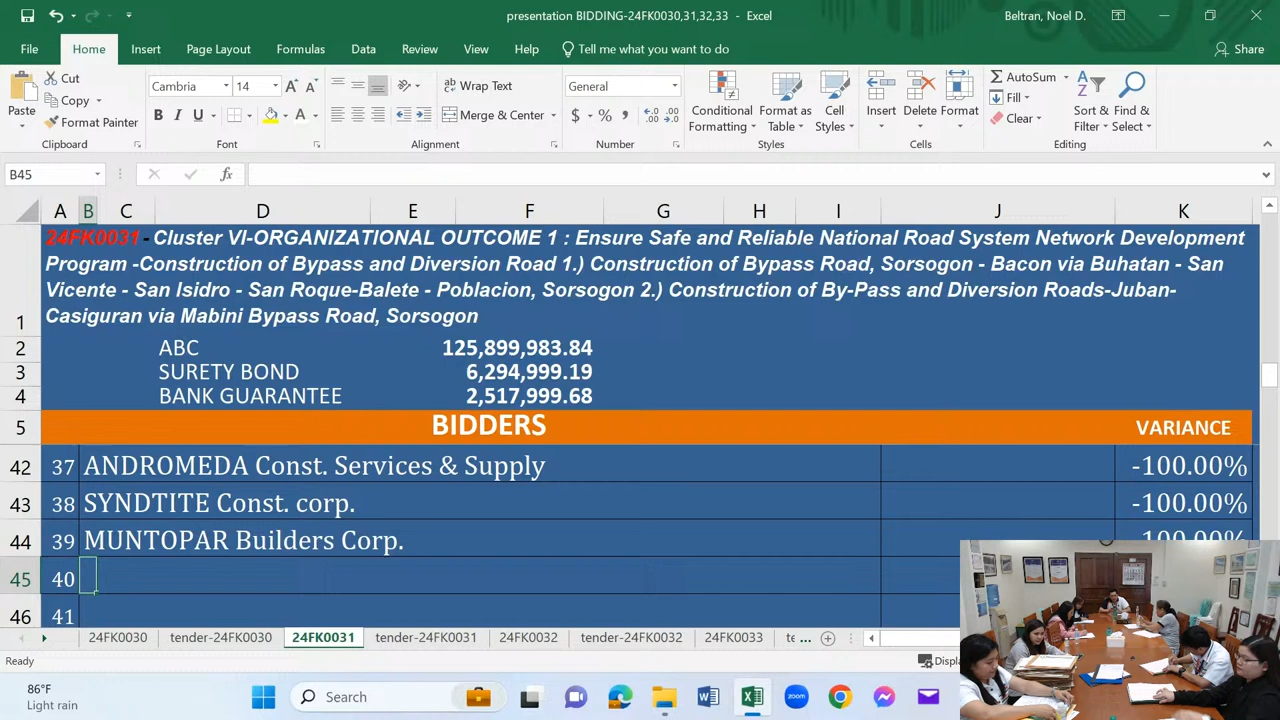 presentation BIDDING-24FK0030,31,32,33 - Excel
Beltran, Noel D.
File Home Insert Page Layout Formulas Data Review View Help Tell me what you want to do Share
Paste
Cut
Copy
Format Painter
Clipboard
Cambria 14
B I U
Font
Wrap Text
Merge & Center
Alignment
General
$ % ,
Number
Conditional Formatting
Format as Table
Cell Styles
Styles
Insert Delete Format
Cells
AutoSum
Fill
Clear
Sort & Filter
Find & Select
Editing
B45
fx
A B C D E F G H I J K
1
24FK0031 - Cluster VI-ORGANIZATIONAL OUTCOME 1 : Ensure Safe and Reliable National Road System Network Development
Program -Construction of Bypass and Diversion Road 1.) Construction of Bypass Road, Sorsogon - Bacon via Buhatan - San
Vicente - San Isidro - San Roque-Balete - Poblacion, Sorsogon 2.) Construction of By-Pass and Diversion Roads-Juban-
Casiguran via Mabini Bypass Road, Sorsogon
2 ABC 125,899,983.84
3 SURETY BOND 6,294,999.19
4 BANK GUARANTEE 2,517,999.68
5 BIDDERS VARIANCE
42 37 ANDROMEDA Const. Services & Supply -100.00%
43 38 SYNDTITE Const. corp. -100.00%
44 39 MUNTOPAR Builders Corp. -100.00%
45 40
46 41
24FK0030 tender-24FK0030 24FK0031 tender-24FK0031 24FK0032 tender-24FK0032 24FK0033 te ...
Ready
Displ
86°F
Light rain
Search